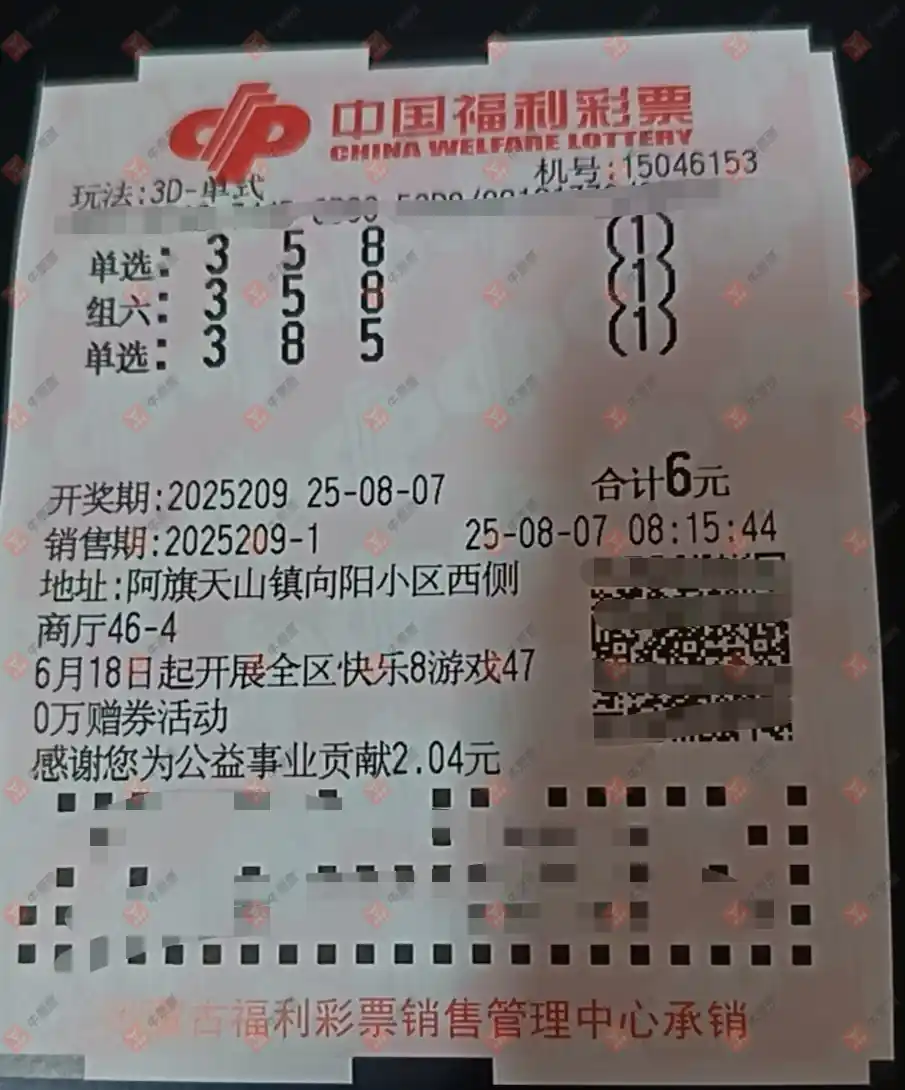 中国福利彩票
CHINA WELFARE LOTTERY
机号:15046153
玩法:3D-单式
单选: 3 5 8 (1)
组六: 3 5 8 (1)
单选: 3 8 5 (1)
开奖期:2025209 25-08-07 合计6元
销售期:2025209-1 25-08-07 08:15:44
地址:阿旗天山镇向阳小区西侧
商厅46-4
6月18日起开展全区快乐8游戏47
0万赠券活动
感谢您为公益事业贡献2.04元
古福利彩票销售管理中心承销